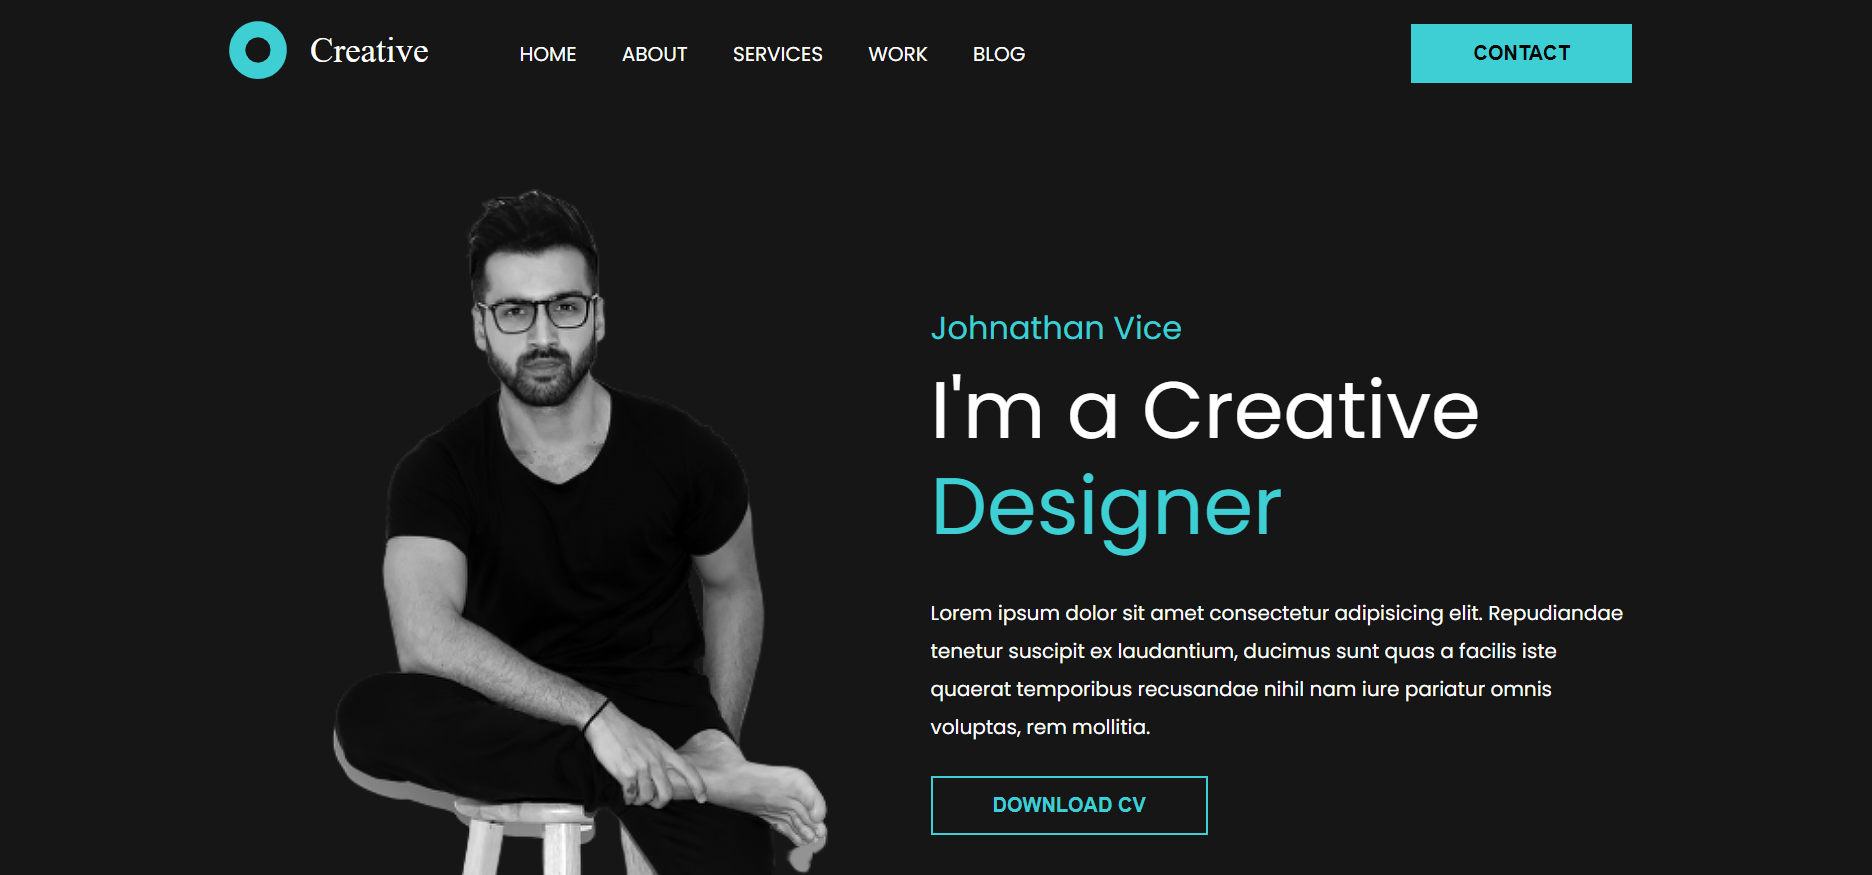 Creative
HOME ABOUT SERVICES WORK BLOG
CONTACT
Johnathan Vice
I'm a Creative
Designer
Lorem ipsum dolor sit amet consectetur adipisicing elit. Repudiandae
tenetur suscipit ex laudantium, ducimus sunt quas a facilis iste
quaerat temporibus recusandae nihil nam iure pariatur omnis
voluptas, rem mollitia.
DOWNLOAD CV